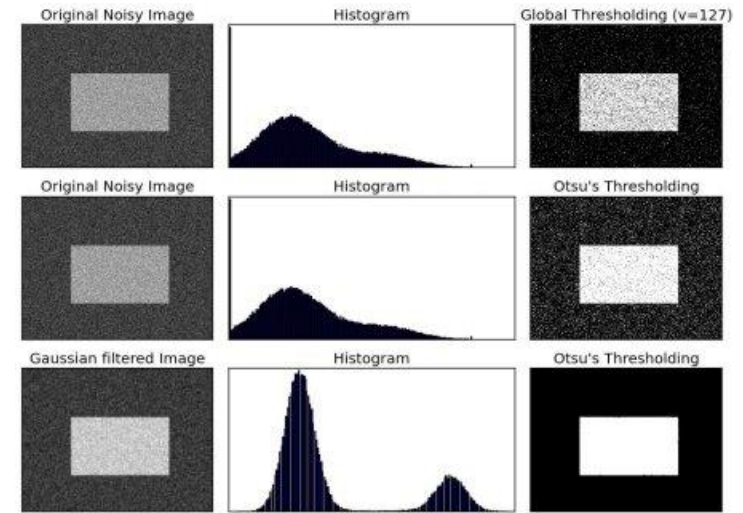 Original Noisy Image
Histogram
Global Thresholding (v=127)
Original Noisy Image
Histogram
Otsu's Thresholding
Gaussian filtered Image
Histogram
Otsu's Thresholding